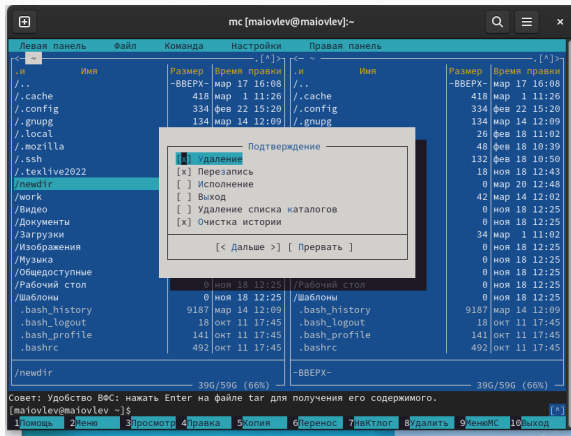 mc [maiovlev@maiovlev]:~
Левая панель Файл Команда Настройки Правая панель
<— ~ .[^]> <— ~ .[^]>
.и Имя Размер Время правки .и Имя Размер Время правки
/.. -ВВЕРХ- мар 17 16:08 /.. -ВВЕРХ- мар 17 16:08
/.cache 418 мар 1 11:26 /.cache 418 мар 1 11:26
/.config 334 фев 22 15:20 /.config 334 фев 22 15:20
/.gnupg 134 мар 14 12:09 /.gnupg 134 мар 14 12:09
/.local 26 фев 18 11:02
/.mozilla 48 фев 18 10:39
/.ssh 132 фев 18 10:50
/.texlive2022 18 ноя 18 12:43
/newdir 0 мар 20 12:48
/work 42 мар 14 12:02
/Видео 0 ноя 18 12:25
/Документы 0 ноя 18 12:25
/Загрузки 34 мар 1 11:02
/Изображения 0 ноя 18 12:25
/Музыка 0 ноя 18 12:25
/Общедоступные 0 ноя 18 12:25
/Рабочий стол 0 ноя 18 12:25 /Рабочий стол 0 ноя 18 12:25
/Шаблоны 0 ноя 18 12:25 /Шаблоны 0 ноя 18 12:25
.bash_history 9187 мар 14 12:09 .bash_history 9187 мар 14 12:09
.bash_logout 18 окт 11 17:45 .bash_logout 18 окт 11 17:45
.bash_profile 141 окт 11 17:45 .bash_profile 141 окт 11 17:45
.bashrc 492 окт 11 17:45 .bashrc 492 окт 11 17:45
Подтверждение
[x] Удаление
[x] Перезапись
[ ] Исполнение
[ ] Выход
[ ] Удаление списка каталогов
[x] Очистка истории
[< Дальше >] [ Прервать ]
/newdir -ВВЕРХ-
39G/59G (66%) 39G/59G (66%)
Совет: Удобство ВФС: нажать Enter на файле tar для получения его содержимого.
[maiovlev@maiovlev ~]$ [^]
1Помощь 2Меню 3Просмотр 4Правка 5Копия 6Перенос 7НвКтлог 8Удалить 9МенюМС 10Выход